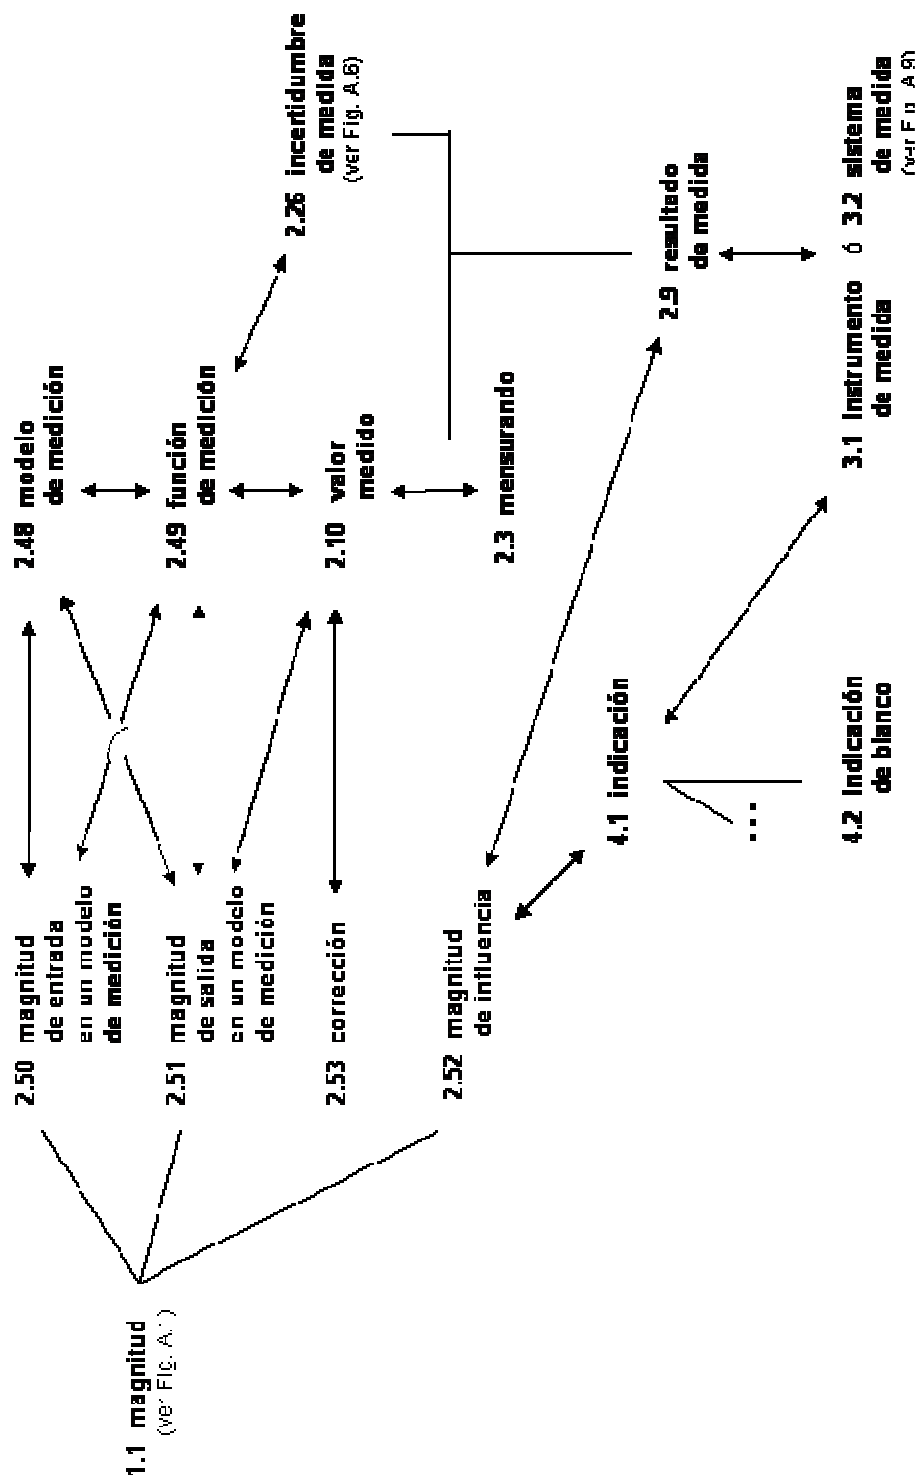 1.1 magnitud
2.50 magnitud
de entrada
en un modelo
de medición
2.51 magnitud
de salida
en un modelo
de medición
2.53 corrección
2.52 magnitud
de influencia
2.48 modelo
de medición
2.49 función
de medición
2.10 valor
medido
2.3 mensurando
2.26 incertidumbre
de medida
(ver Fig. A.6)
2.9 resultado
de medida
4.1 indicación
...
4.2 Indicación
de blanco
3.1 Instrumento
de medida
ó 3.2 sistema
de medida